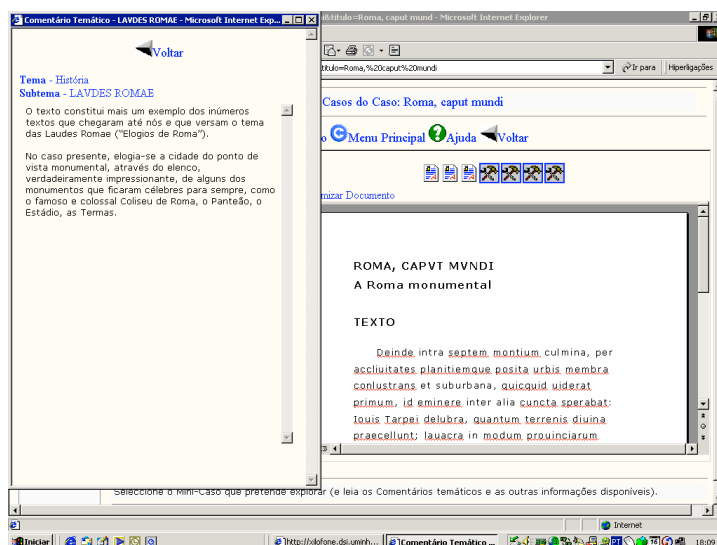 Comentário Temático - LAVDES ROMAE - Microsoft Internet Exp...
Voltar
Tema - História
Subtema - LAVDES ROMAE
O texto constitui mais um exemplo dos inúmeros
textos que chegaram até nós e que versam o tema
das Laudes Romae ("Elogios de Roma").
No caso presente, elogia-se a cidade do ponto de
vista monumental, através do elenco,
verdadeiramente impressionante, de alguns dos
monumentos que ficaram célebres para sempre, como
o famoso e colossal Coliseu de Roma, o Panteão, o
Estádio, as Termas.
&titulo=Roma, caput mund - Microsoft Internet Explorer
titulo=Roma,%20caput%20mundi
Ir para
Hiperligações
Casos do Caso: Roma, caput mundi
o Menu Principal Ajuda Voltar
mizar Documento
ROMA, CAPVT MVNDI
A Roma monumental
TEXTO
Deinde intra septem montium culmina, per
accliuitates planitiemque posita urbis membra
conlustrans et suburbana, quicquid uiderat
primum, id eminere inter alia cuncta sperabat:
Iouis Tarpei delubra, quantum terrenis diuina
praecellunt; lauacra in modum prouinciarum
Seleccione o Mini-Caso que pretende explorar (e leia os Comentários temáticos e as outras informações disponíveis).
Internet
Iniciar
http://xilofone.dsi.uminh...
Comentário Temático ...
18:09